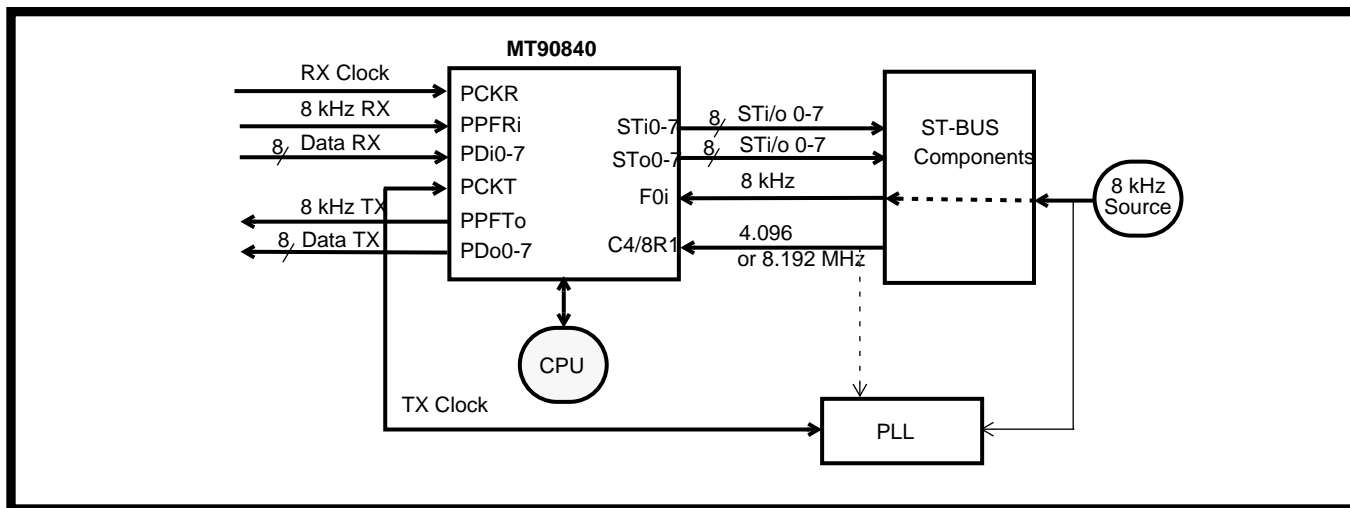 MT90840
RX Clock
8 kHz RX
8 Data RX
PCKR
PPFRi
PDi0-7
PCKT
8 kHz TX
PPFTo
8 Data TX
PDo0-7
STi0-7
STo0-7
F0i
C4/8R1
8 STi/o 0-7
8 STi/o 0-7
8 kHz
4.096
or 8.192 MHz
ST-BUS
Components
8 kHz
Source
CPU
TX Clock
PLL